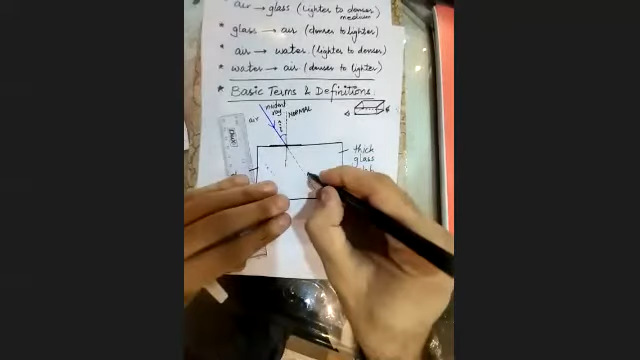 air → glass (lighter to denser medium)
* glass → air (denser to lighter)
* air → water (lighter to denser)
* water → air (denser to lighter)
* Basic Terms & Definitions.
incident ray
NORMAL
air
thick
glass